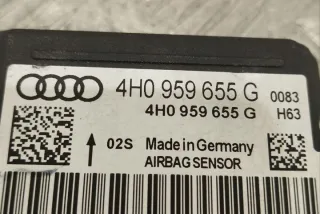 4H0 959 655 G 0083
4H0 959 655 G H63
02S Made in Germany
AIRBAG SENSOR